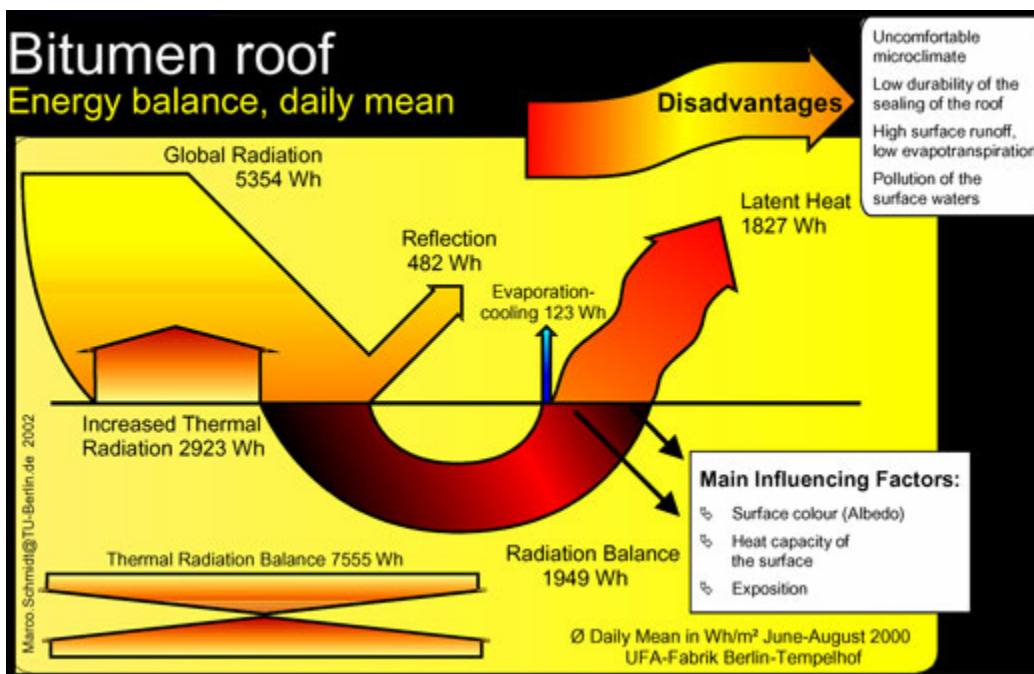 Bitumen roof
Energy balance, daily mean
Disadvantages
Uncomfortable
microclimate
Low durability of the
sealing of the roof
High surface runoff,
low evapotranspiration
Pollution of the
surface waters
Global Radiation
5354 Wh
Reflection
482 Wh
Evaporation-
cooling 123 Wh
Latent Heat
1827 Wh
Increased Thermal
Radiation 2923 Wh
Main Influencing Factors:
Surface colour (Albedo)
Heat capacity of
the surface
Exposition
Radiation Balance
1949 Wh
Thermal Radiation Balance 7555 Wh
Ø Daily Mean in Wh/m² June-August 2000
UFA-Fabrik Berlin-Tempelhof
Marco.Schmidt@TU-Berlin.de 2002